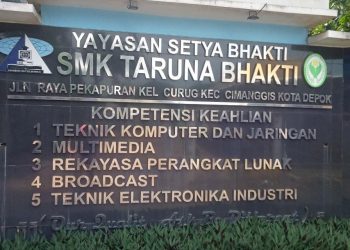 YAYASAN SETYA BHAKTI
SMK TARUNA BHAKTI
JLN RAYA PEKAPURAN KEL CURUG KEC CIMANGGIS KOTA DEPOK
KOMPETENSI KEAHLIAN
1 TEKNIK KOMPUTER DAN JARINGAN
2 MULTIMEDIA
3 REKAYASA PERANGKAT LUNAK
4 BROADCAST
5 TEKNIK ELEKTRONIKA INDUSTRI